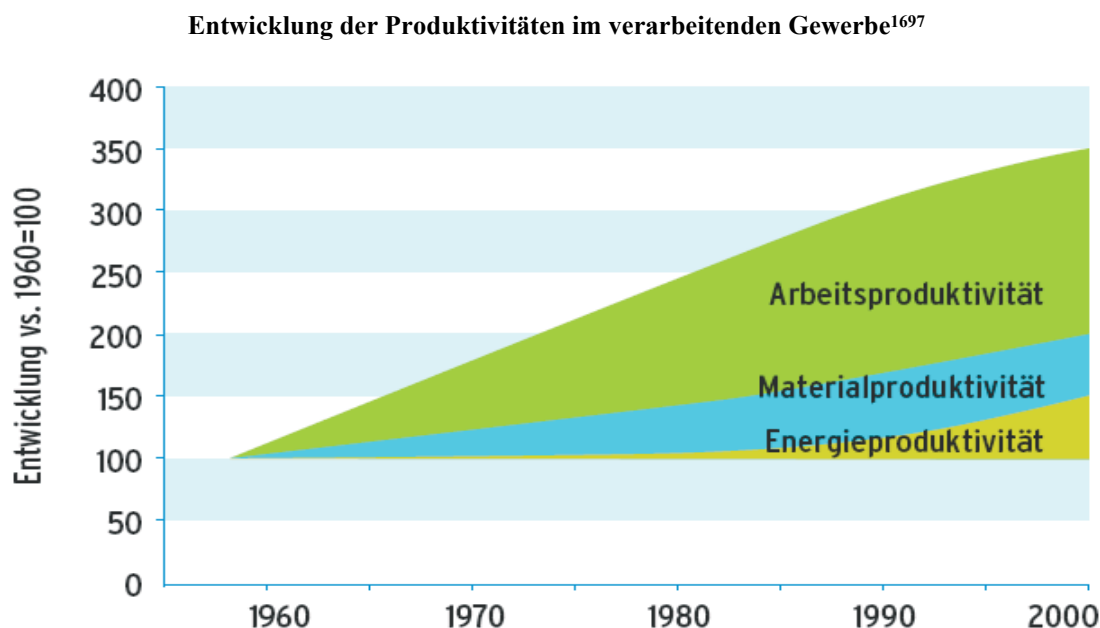 Entwicklung der Produktivitäten im verarbeitenden Gewerbe1697
400
350
300
250
200
150
100
50
0
Entwicklung vs. 1960=100
Arbeitsproduktivität
Materialproduktivität
Energieproduktivität
1960 1970 1980 1990 2000